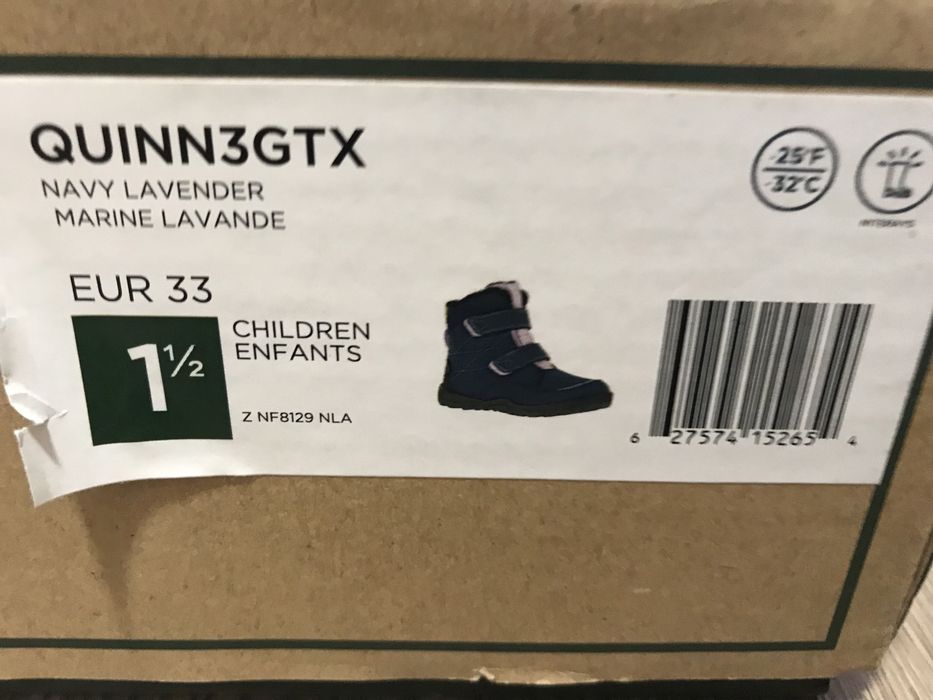 QUINN3GTX
NAVY LAVENDER
MARINE LAVANDE
-25°F
-32°C
EUR 33
1½
CHILDREN
ENFANTS
Z NF8129 NLA
6 27574 15265 4